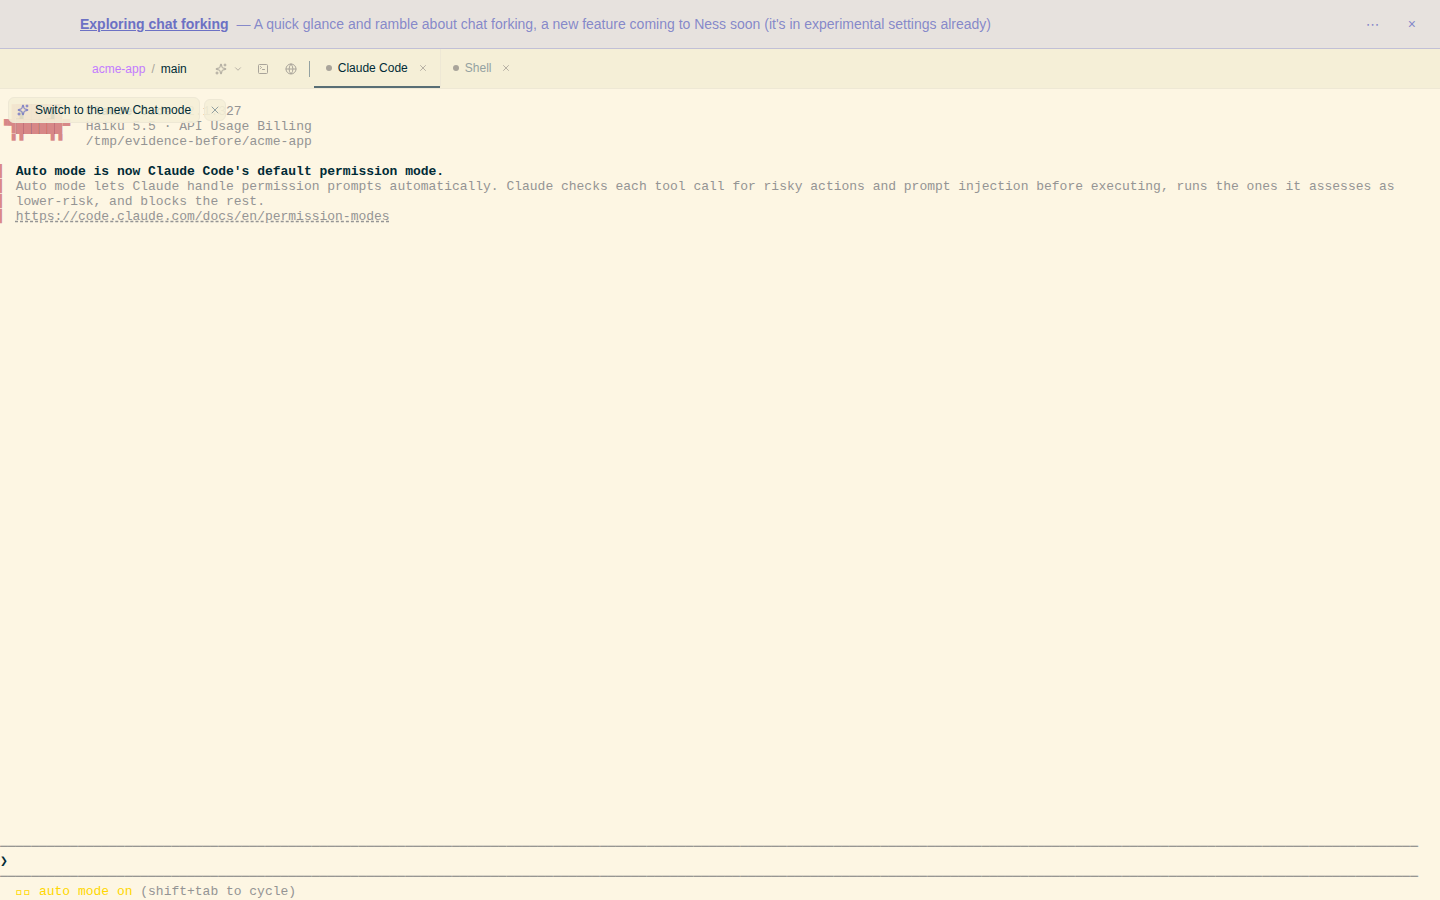 Exploring chat forking — A quick glance and ramble about chat forking, a new feature coming to Ness soon (it's in experimental settings already)
acme-app / main
Claude Code
Shell
Switch to the new Chat mode
27
Haiku 5.5 · API Usage Billing
/tmp/evidence-before/acme-app
Auto mode is now Claude Code's default permission mode.
Auto mode lets Claude handle permission prompts automatically. Claude checks each tool call for risky actions and prompt injection before executing, runs the ones it assesses as
lower-risk, and blocks the rest.
https://code.claude.com/docs/en/permission-modes
❯
auto mode on (shift+tab to cycle)